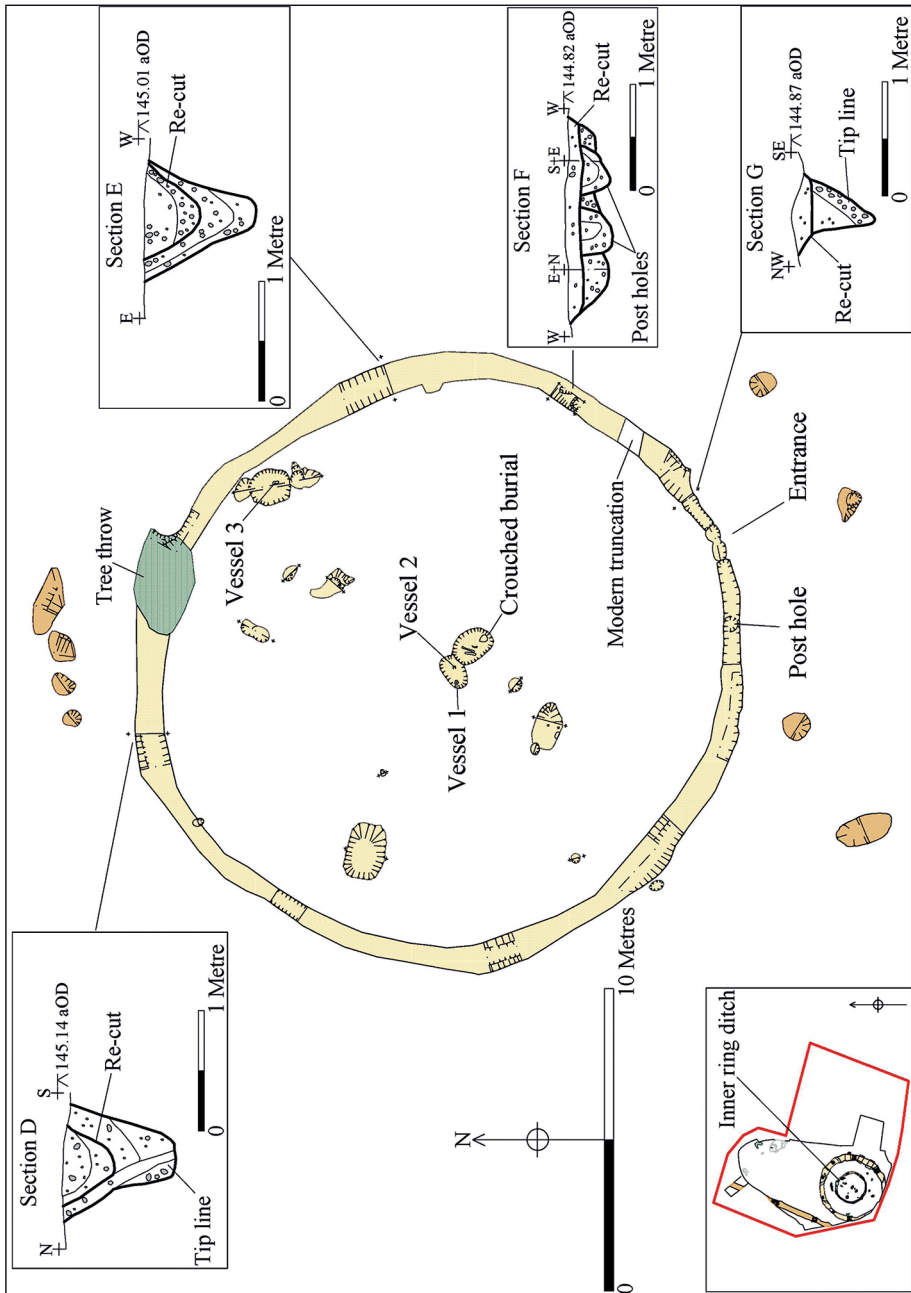 Section D
N
S
145.14 aOD
Re-cut
Tip line
0
1 Metre
Tree throw
Section E
E
W
145.01 aOD
Re-cut
0
1 Metre
Vessel 3
Vessel 2
Vessel 1
Crouched burial
Section F
W
E
N
S
E
W
144.82 aOD
Re-cut
Post holes
0
1 Metre
Modern truncation
Entrance
Post hole
Section G
NW
SE
144.87 aOD
Re-cut
Tip line
0
1 Metre
N
0
10 Metres
Inner ring ditch